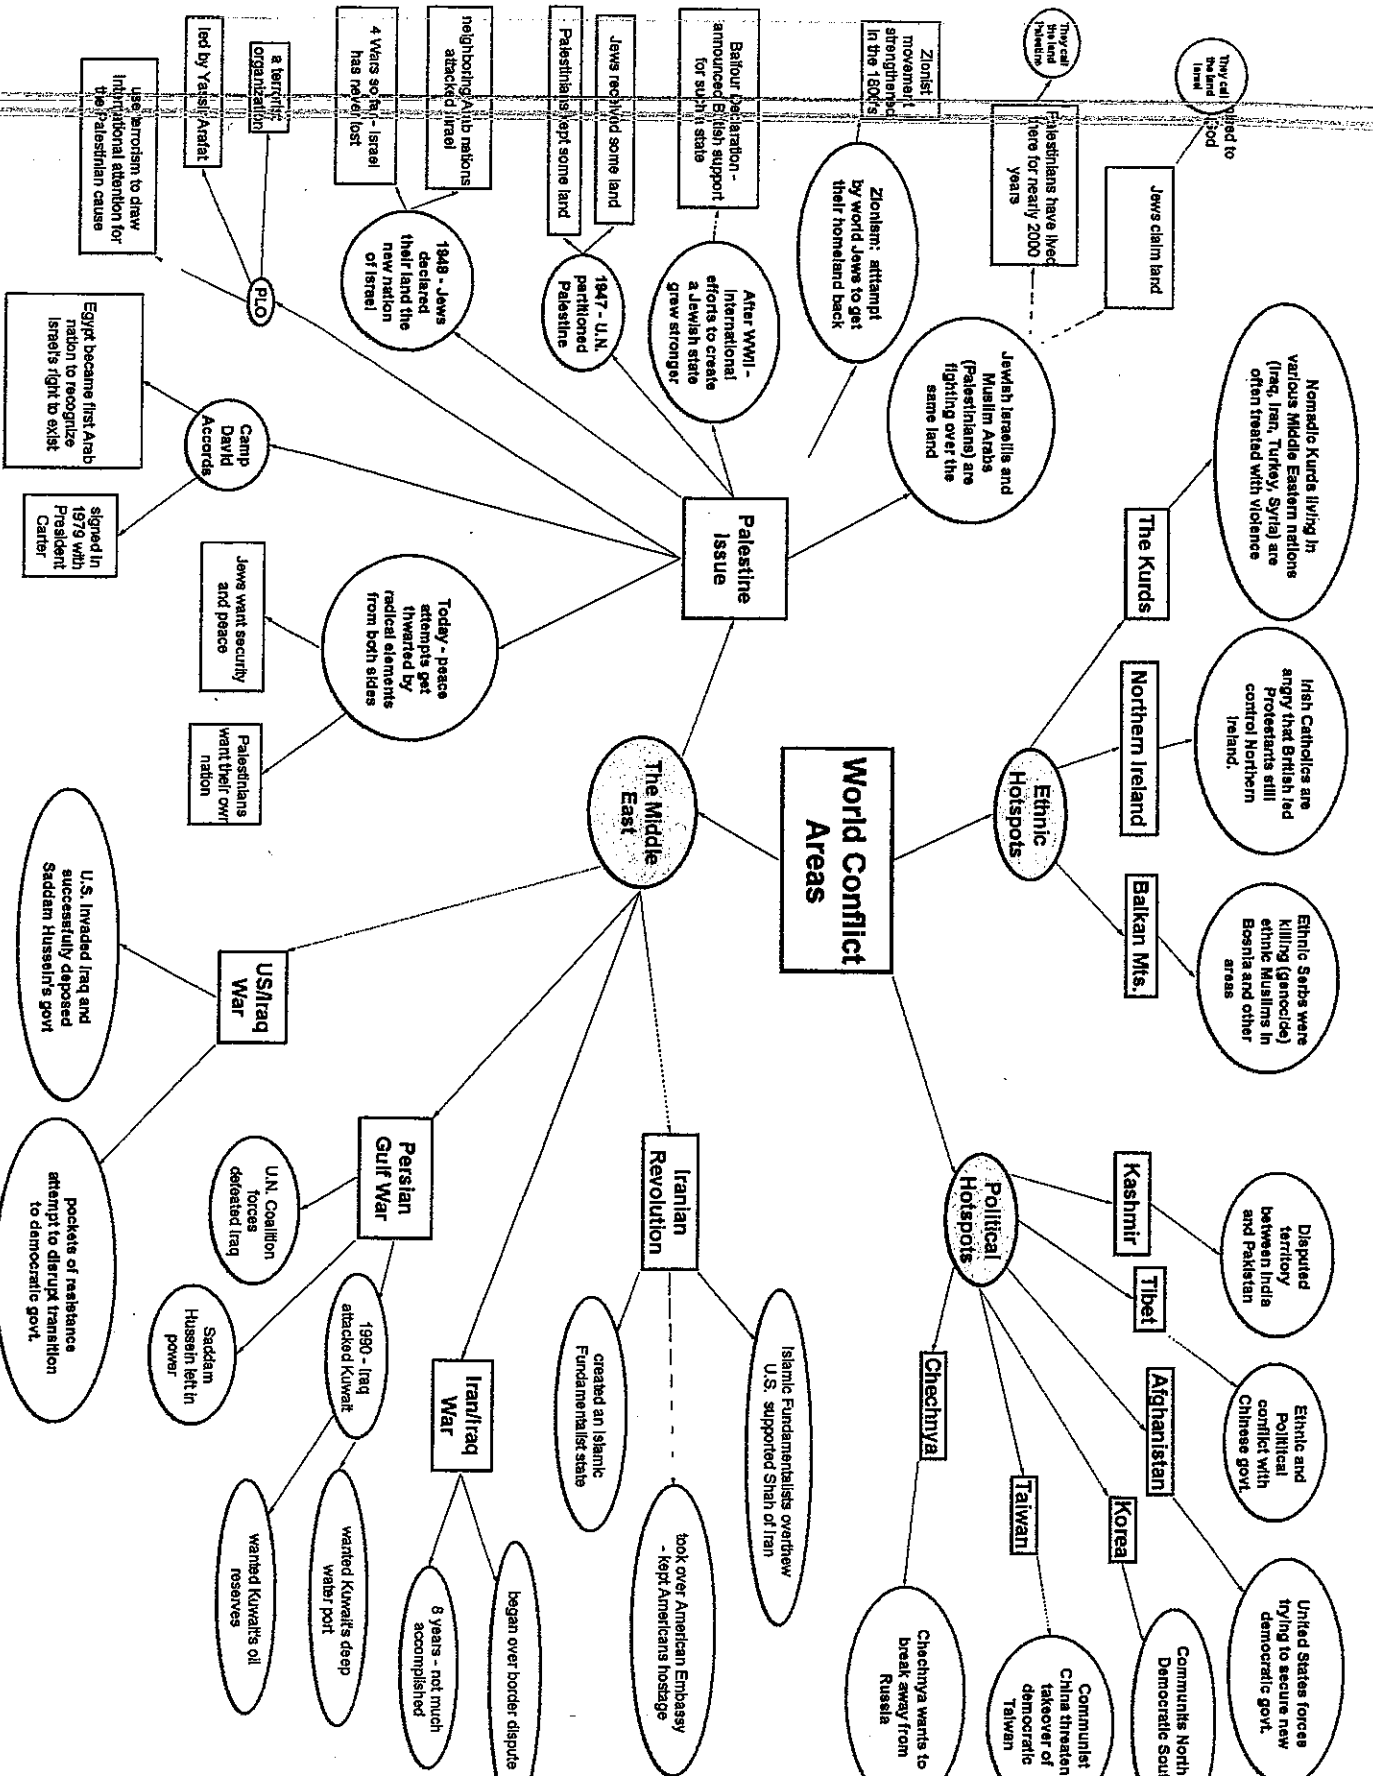 World Conflict
Areas
Ethnic
Hotspots
The Kurds
Nomadic Kurds living in
various Middle Eastern nations
(Iraq, Iran, Turkey, Syria) are
often treated with violence
Northern Ireland
Irish Catholics are
angry that British led
Protestants still
control Northern
Ireland.
Balkan Mts.
Ethnic Serbs were
killing (genocide)
ethnic Muslims in
Bosnia and other
areas
Political
Hotspots
Kashmir
Disputed
territory
between India
and Pakistan
Tibet
Ethnic and
Political
conflict with
Chinese govt.
Afghanistan
United States forces
trying to secure new
democratic govt.
Korea
Communits North
Democratic
Taiwan
Communist
China threaten
takeover of
democratic
Taiwan
Chechnya
Chechnya wants to
break away from
Russia
The Middle
East
Palestine
Issue
Jewish Israelis and
Muslim Arabs
(Palestinians) are
fighting over the
same land
Jews claim land
God
They call
the land
Israel
Palestinians have lived
there for nearly 2000
years
They call
the land
Palestine
Zionism: atttampt
by world Jews to get
their homeland back
Zionist
movement
strengthened
in the 1800's
After WWII -
international
efforts to create
a Jewish state
grew stronger
Balfour Declaration -
announced British support
for such a state
1947 - U.N.
partitioned
Palestine
Jews received some land
Palestinians kept some land
1948 - Jews
declared
their land the
new nation
of Israel
neighboring Arab nations
attacked Israel
4 Wars so far - Israel
has never lost
PLO
a terrorist
organization
led by Yassir Arafat
use terrorism to draw
international attention for
the Palestinian cause
Camp
David
Accords
Egypt became first Arab
nation to recognize
Israel's right to exist
signed in
1979 with
President
Carter
Today - peace
attempts get
thwarted by
radical elements
from both sides
Jews want security
and peace
Palestinians
want their own
nation
US/Iraq
War
U.S. Invaded Iraq and
successfully deposed
Saddam Hussein's govt
pockets of resistance
attempt to disrupt transition
to democratic govt.
Persian
Gulf War
U.N. Coalition
forces
defeated Iraq
Saddam
Hussein left in
power
1990 - Iraq
attacked Kuwait
wanted Kuwait's deep
water port
wanted Kuwait's oil
reserves
Iran/Iraq
War
began over border dispute
8 years - not much
accomplished
Iranian
Revolution
Islamic Fundamentalists overthew
U.S. supported Shah of Iran
took over American Embassy
- kept Americans hostage
created an Islamic
Fundamentalist state